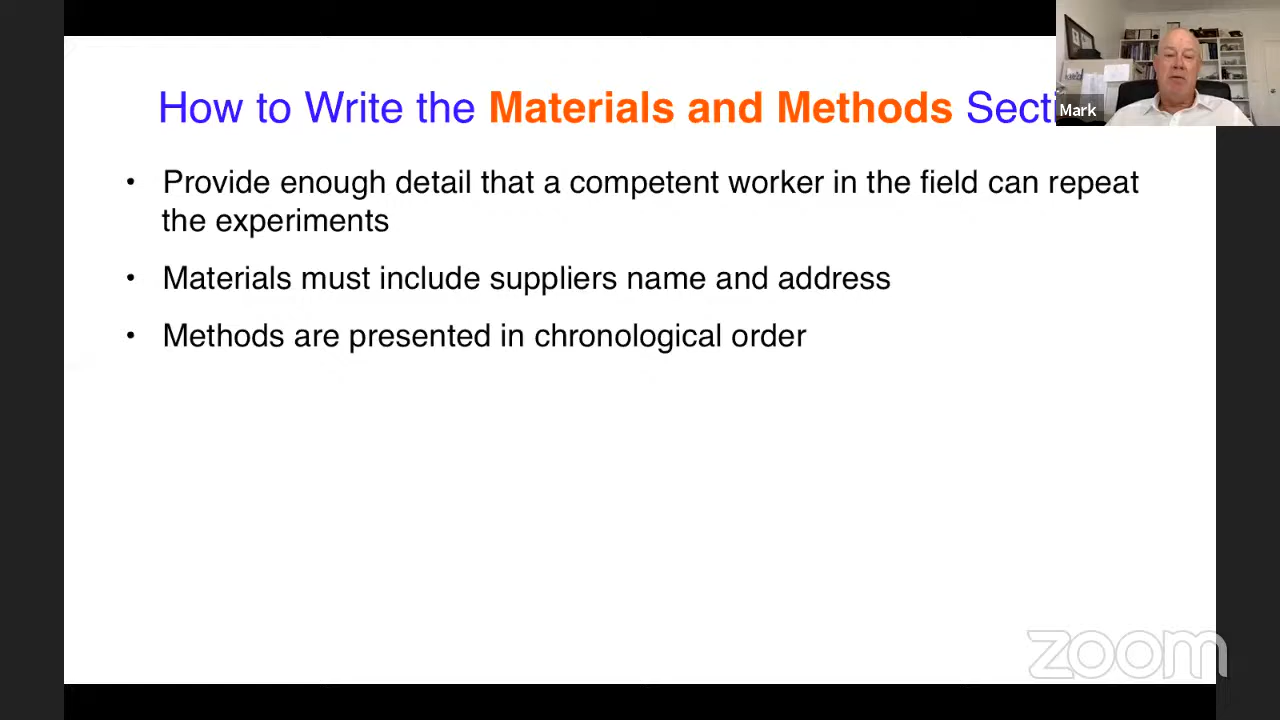 How to Write the Materials and Methods Secti
Mark
• Provide enough detail that a competent worker in the field can repeat
the experiments
• Materials must include suppliers name and address
• Methods are presented in chronological order
zoom